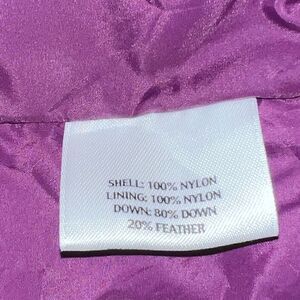 SHELL: 100% NYLON
LINING: 100% NYLON
DOWN: 80% DOWN
20% FEATHER